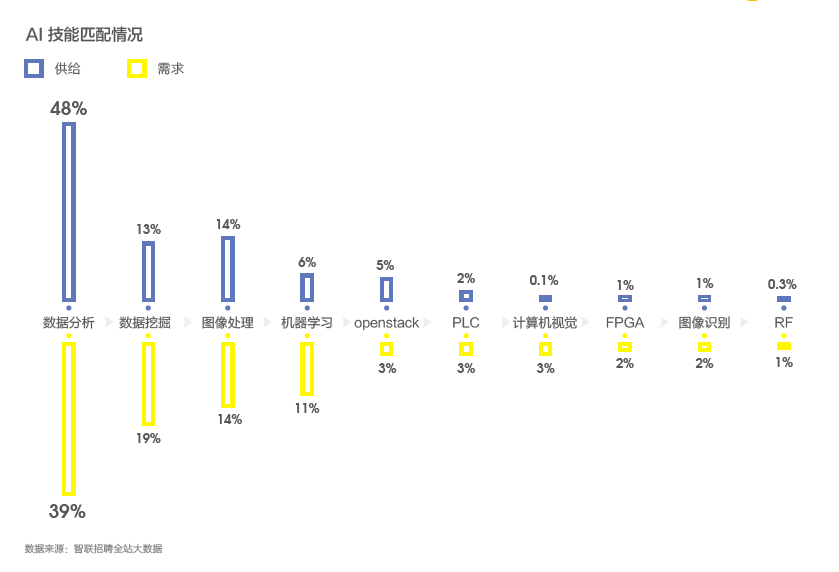 AI 技能匹配情况
供给 需求
48%
13% 14% 6% 5% 2% 0.1% 1% 1% 0.3%
数据分析 数据挖掘 图像处理 机器学习 openstack PLC 计算机视觉 FPGA 图像识别 RF
39% 19% 14% 11% 3% 3% 3% 2% 2% 1%
数据来源：智联招聘全站大数据